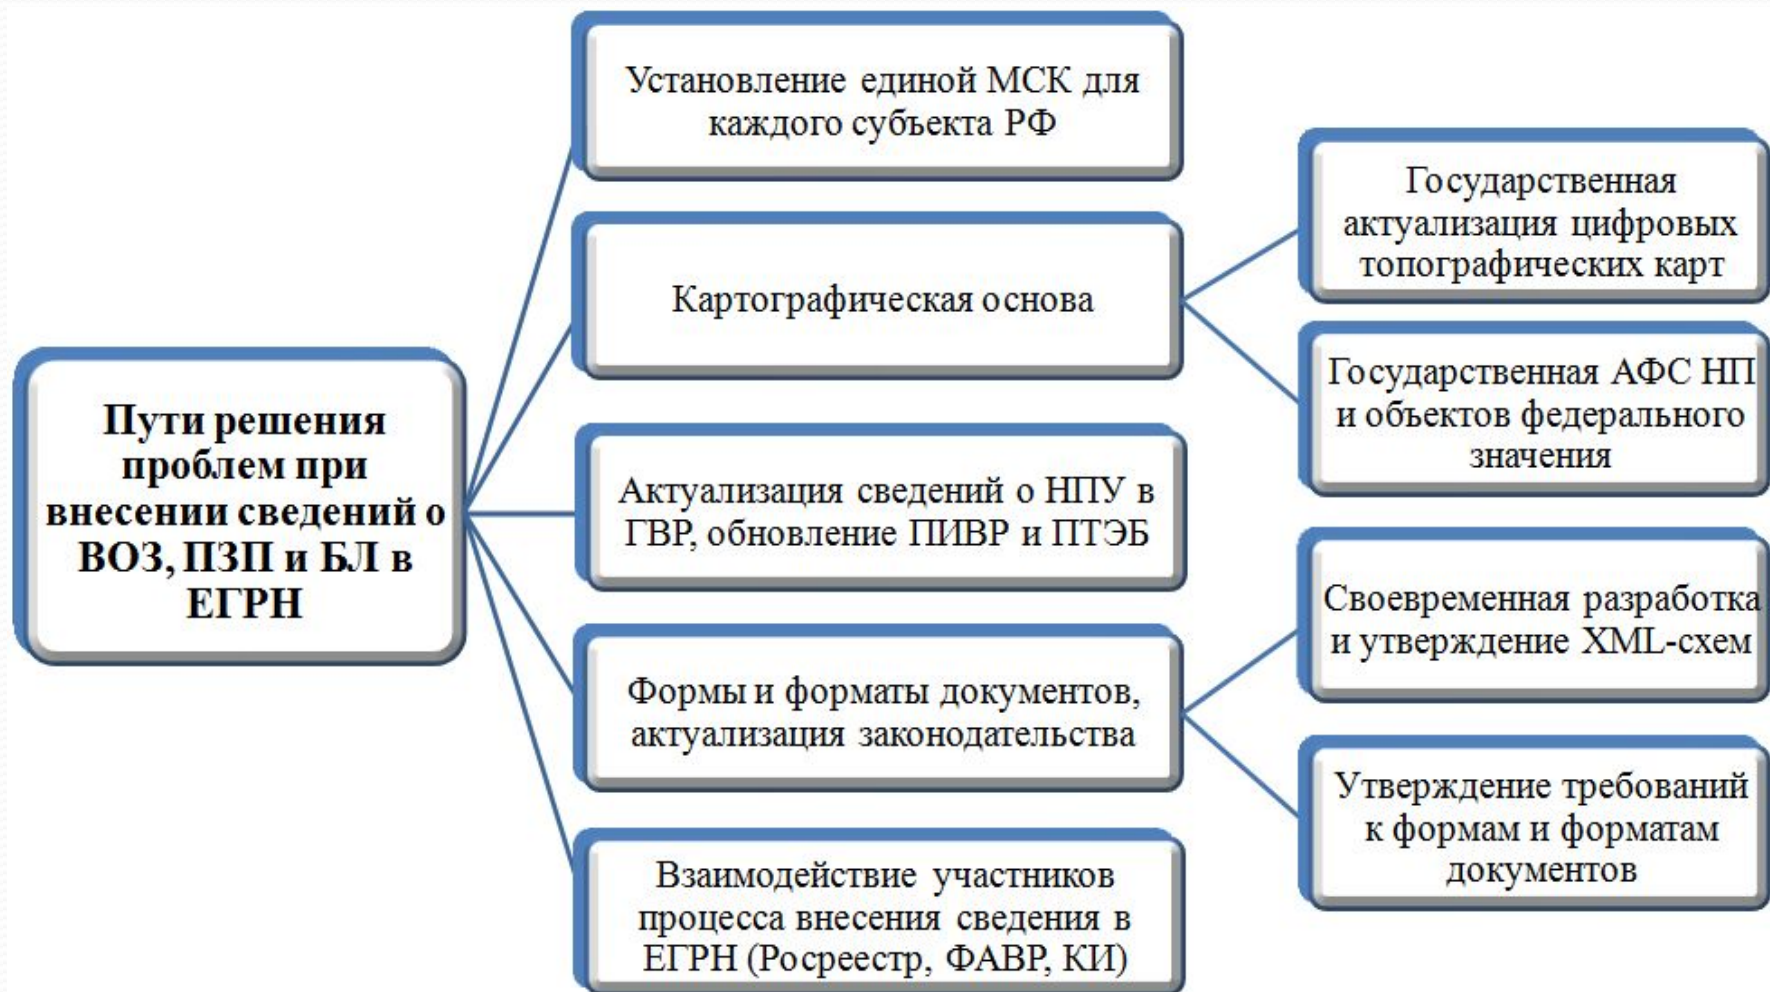 Пути решения
проблем при
внесении сведений о
ВОЗ, ПЗП и БЛ в
ЕГРН
Установление единой МСК для
каждого субъекта РФ
Картографическая основа
Государственная
актуализация цифровых
топографических карт
Государственная АФС НП
и объектов федерального
значения
Актуализация сведений о НПУ в
ГВР, обновление ПИВР и ПТЭБ
Формы и форматы документов,
актуализация законодательства
Своевременная разработка
и утверждение XML-схем
Утверждение требований
к формам и форматам
документов
Взаимодействие участников
процесса внесения сведения в
ЕГРН (Росреестр, ФАВР, КИ)